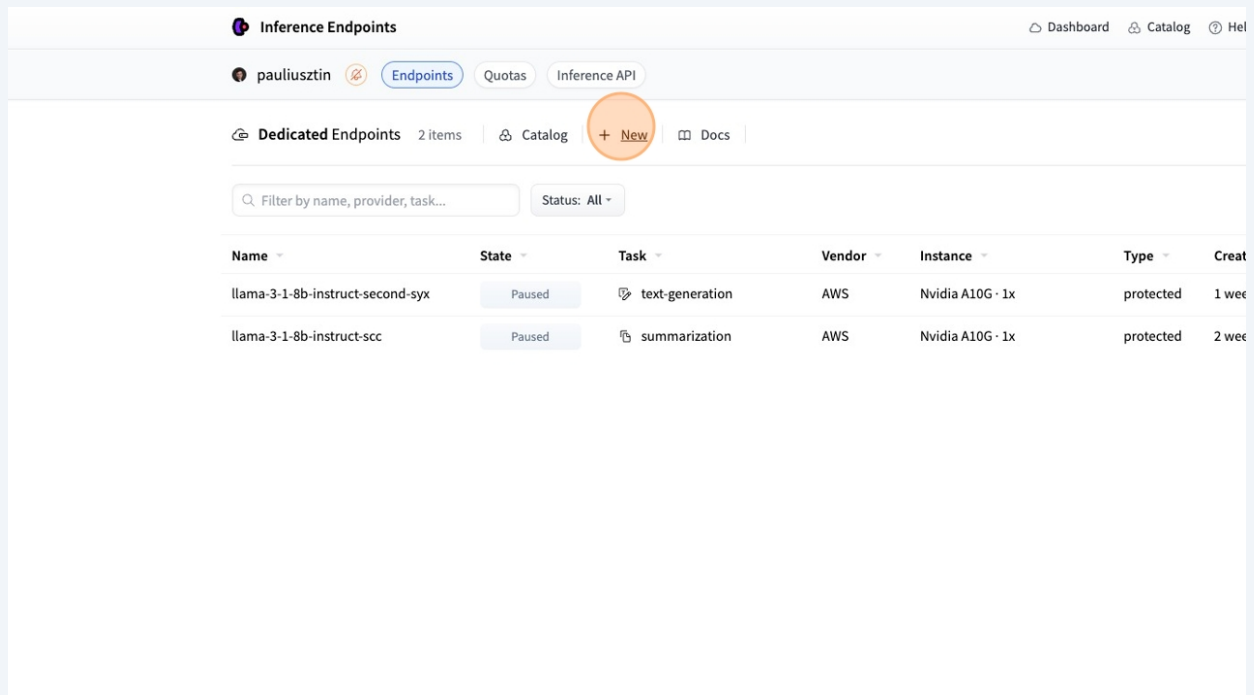 Inference Endpoints Dashboard Catalog Hel
pauliusztin Endpoints Quotas Inference API
Dedicated Endpoints 2 items Catalog + New Docs
Filter by name, provider, task... Status: All
Name State Task Vendor Instance Type Creat
llama-3-1-8b-instruct-second-syx Paused text-generation AWS Nvidia A10G · 1x protected 1 wee
llama-3-1-8b-instruct-scc Paused summarization AWS Nvidia A10G · 1x protected 2 wee